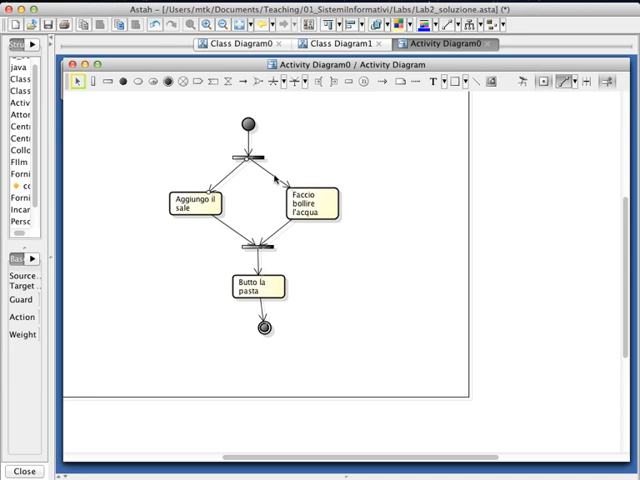 Astah - [/Users/mtk/Documents/Teaching/01_SistemiInformativi/Labs/Lab2_soluzione.asta] (*)
Class Diagram0
Class Diagram1
Activity Diagram0
Activity Diagram0 / Activity Diagram
java
Class
Class
Activ
Attor
Centr
Centr
Collo
Film
Forni
co
Forni
Incar
Perso
Source..
Target ..
Guard
Action
Weight
Close
T
Aggiungo il
sale
Faccio
bollire
l'acqua
Butto la
pasta